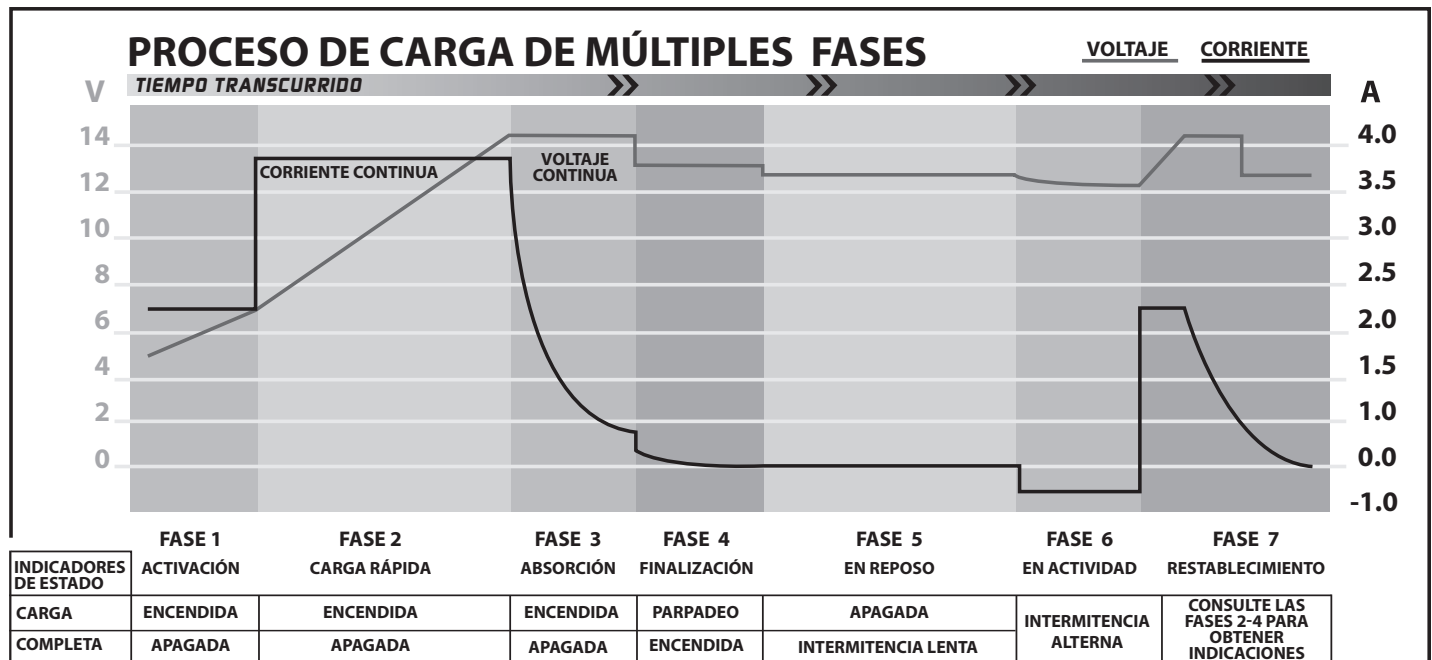 PROCESO DE CARGA DE MÚLTIPLES FASES
VOLTAJE CORRIENTE
V TIEMPO TRANSCURRIDO A
14 4.0
12 3.5
10 3.0
8 2.5
6 2.0
4 1.5
2 1.0
0 0.0
-1.0
CORRIENTE CONTINUA
VOLTAJE
CONTINUA
FASE 1 FASE 2 FASE 3 FASE 4 FASE 5 FASE 6 FASE 7
INDICADORES
DE ESTADO
ACTIVACIÓN CARGA RÁPIDA ABSORCIÓN FINALIZACIÓN EN REPOSO EN ACTIVIDAD RESTABLECIMIENTO
CARGA ENCENDIDA ENCENDIDA ENCENDIDA PARPADEO APAGADA
COMPLETA APAGADA APAGADA APAGADA ENCENDIDA INTERMITENCIA LENTA
INTERMITENCIA
ALTERNA
CONSULTE LAS
FASES 2-4 PARA
OBTENER
INDICACIONES